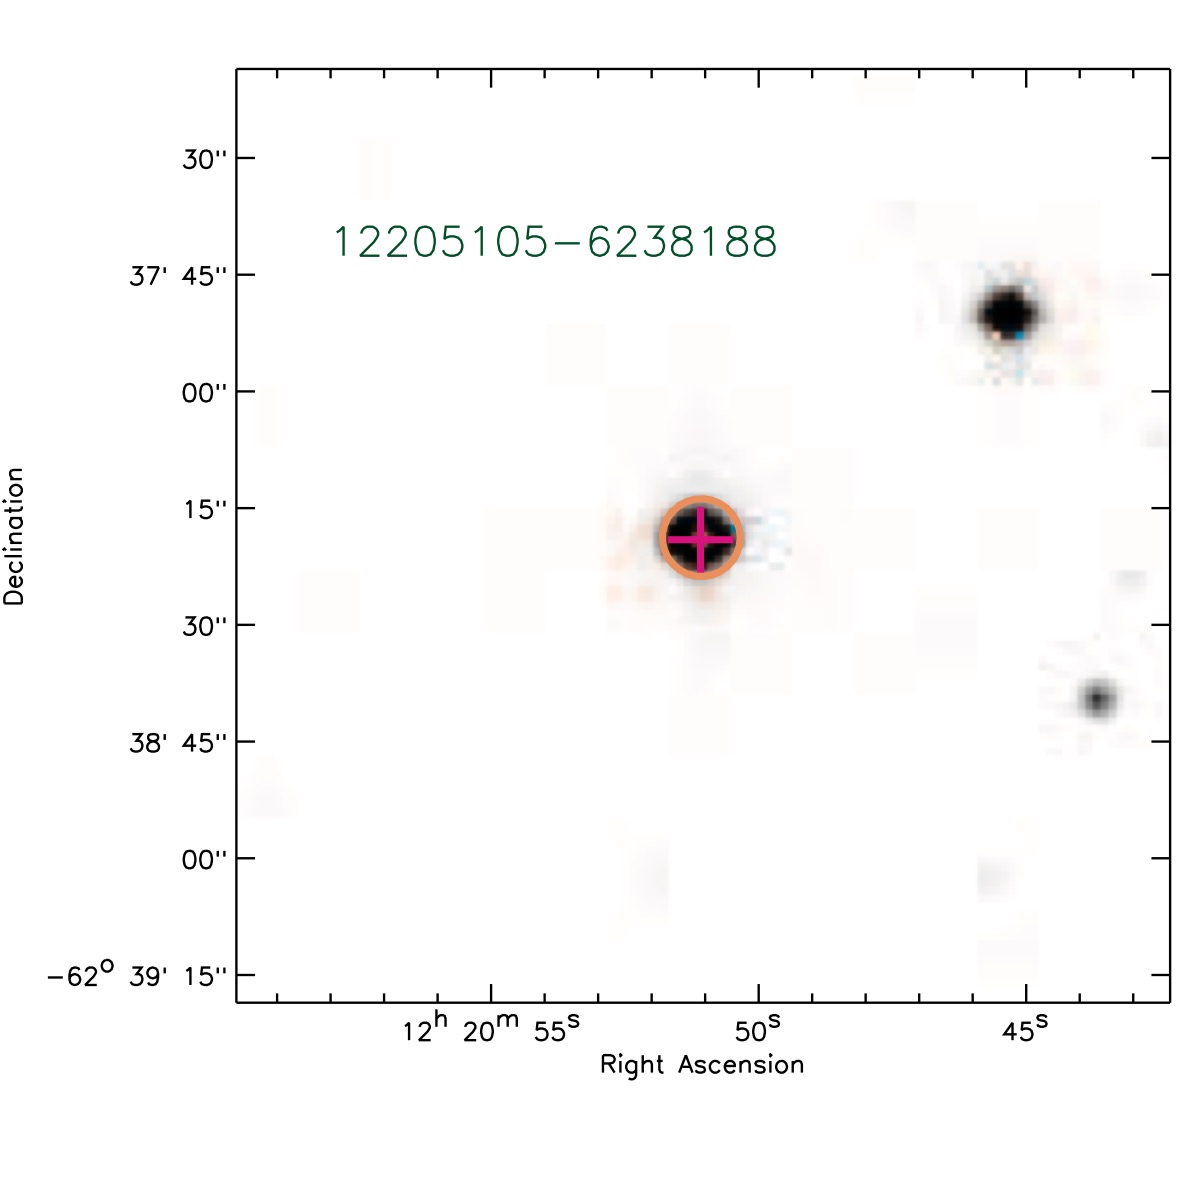 30"
12205105−6238188
37' 45"
00"
15"
30"
38' 45"
00"
−62° 39' 15"
12ʰ 20ᵐ 55ˢ 50ˢ 45ˢ
Right Ascension
Declination